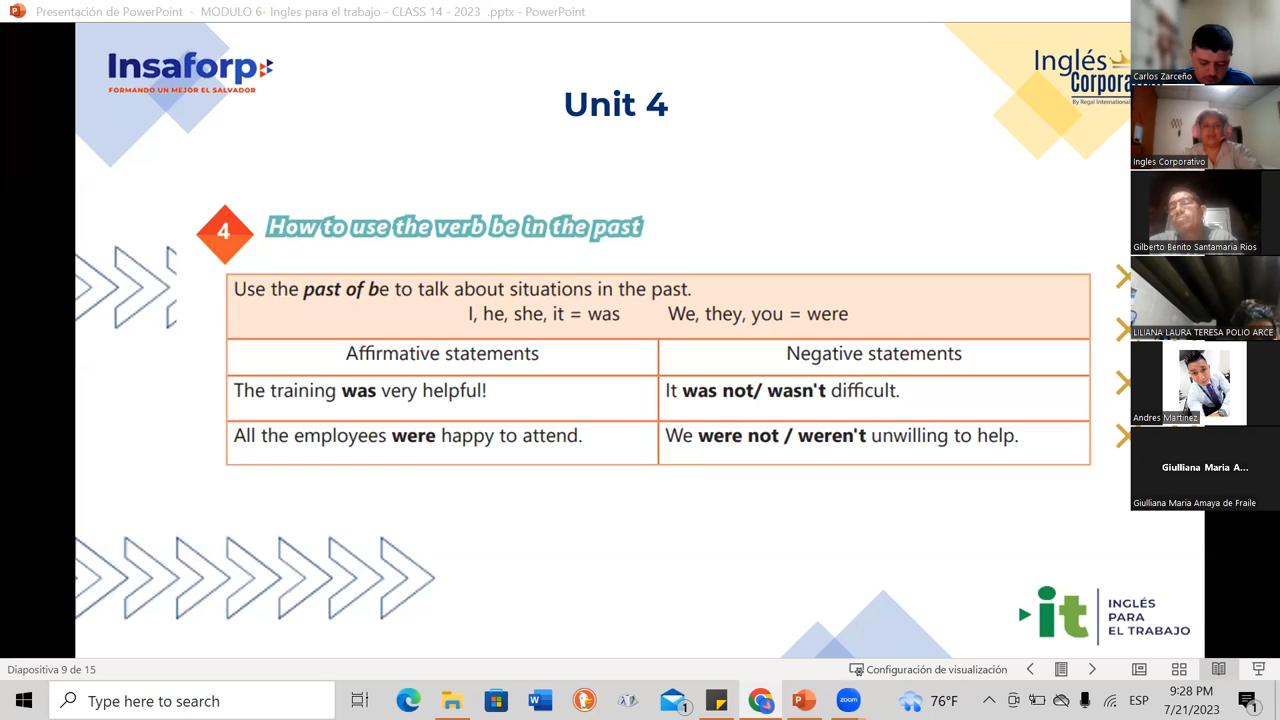 Presentación de PowerPoint - MODULO 6- Ingles para el trabajo - CLASS 14 - 2023 .pptx - PowerPoint
Insaforp
FORMANDO UN MEJOR EL SALVADOR
Unit 4
Inglés
Corpora
By Regal International
4
How to use the verb be in the past
Use the past of be to talk about situations in the past.
I, he, she, it = was We, they, you = were
Affirmative statements Negative statements
The training was very helpful! It was not/ wasn't difficult.
All the employees were happy to attend. We were not / weren't unwilling to help.
it
INGLÉS
PARA
EL TRABAJO
Carlos Zarceño
Ingles Corporativo
Gilberto Benito Santamaria Rios
LILIANA LAURA TERESA POLIO ARCE
Andres Martinez
Giulliana Maria A...
Giulliana Maria Amaya de Fraile
Diapositiva 9 de 15
Configuración de visualización
Type here to search
1
zoom
76°F
ESP
9:28 PM
7/21/2023
1